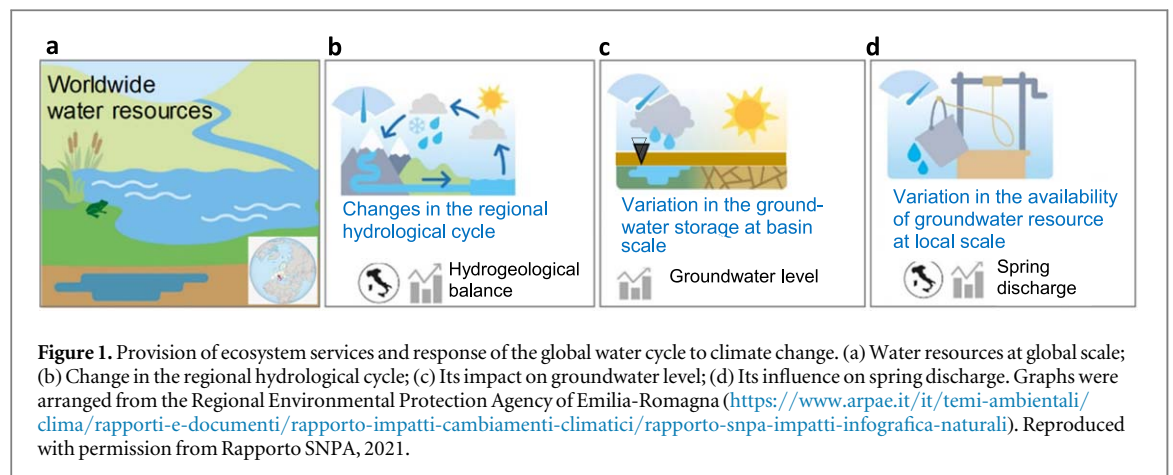 a
b
c
d
Worldwide
water resources
Changes in the regional
hydrological cycle
Hydrogeological
balance
Variation in the ground-
water storaqe at basin
scale
Groundwater level
Variation in the availability
of groundwater resource
at local scale
Spring
discharge
Figure 1. Provision of ecosystem services and response of the global water cycle to climate change. (a) Water resources at global scale;
(b) Change in the regional hydrological cycle; (c) Its impact on groundwater level; (d) Its influence on spring discharge. Graphs were
arranged from the Regional Environmental Protection Agency of Emilia-Romagna (https://www.arpae.it/it/temi-ambientali/
clima/rapporti-e-documenti/rapporto-impatti-cambiamenti-climatici/rapporto-snpa-impatti-infografica-naturali). Reproduced
with permission from Rapporto SNPA, 2021.